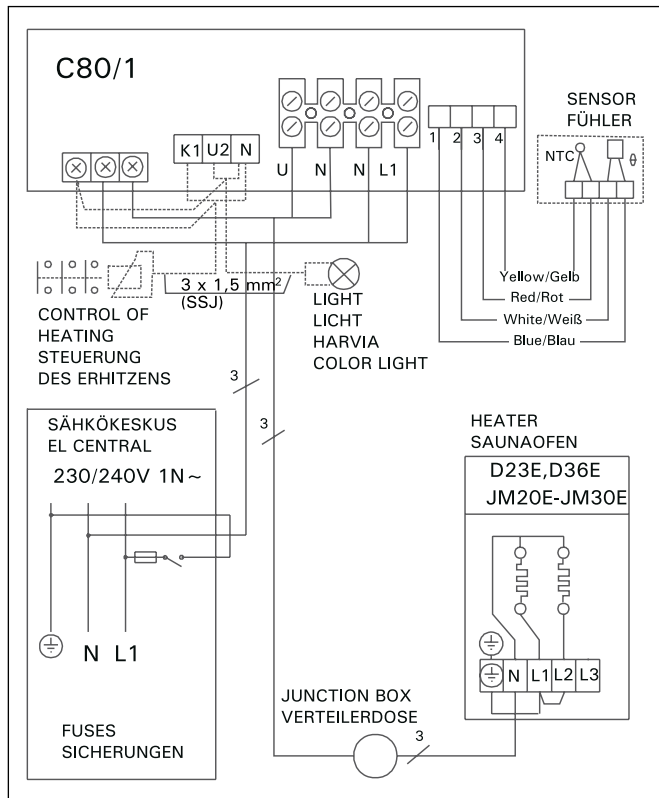 C80/1
K1 U2 N
U N N L1
1 2 3 4
SENSOR
FÜHLER
NTC
θ
Yellow/Gelb
Red/Rot
White/Weiß
Blue/Blau
3 x 1,5 mm²
(SSJ)
CONTROL OF
HEATING
STEUERUNG
DES ERHITZENS
LIGHT
LICHT
HARVIA
COLOR LIGHT
3
3
SÄHKÖKESKUS
EL CENTRAL
230/240V 1N~
N L1
FUSES
SICHERUNGEN
HEATER
SAUNAOFEN
D23E,D36E
JM20E-JM30E
N L1 L2 L3
JUNCTION BOX
VERTEILERDOSE
3